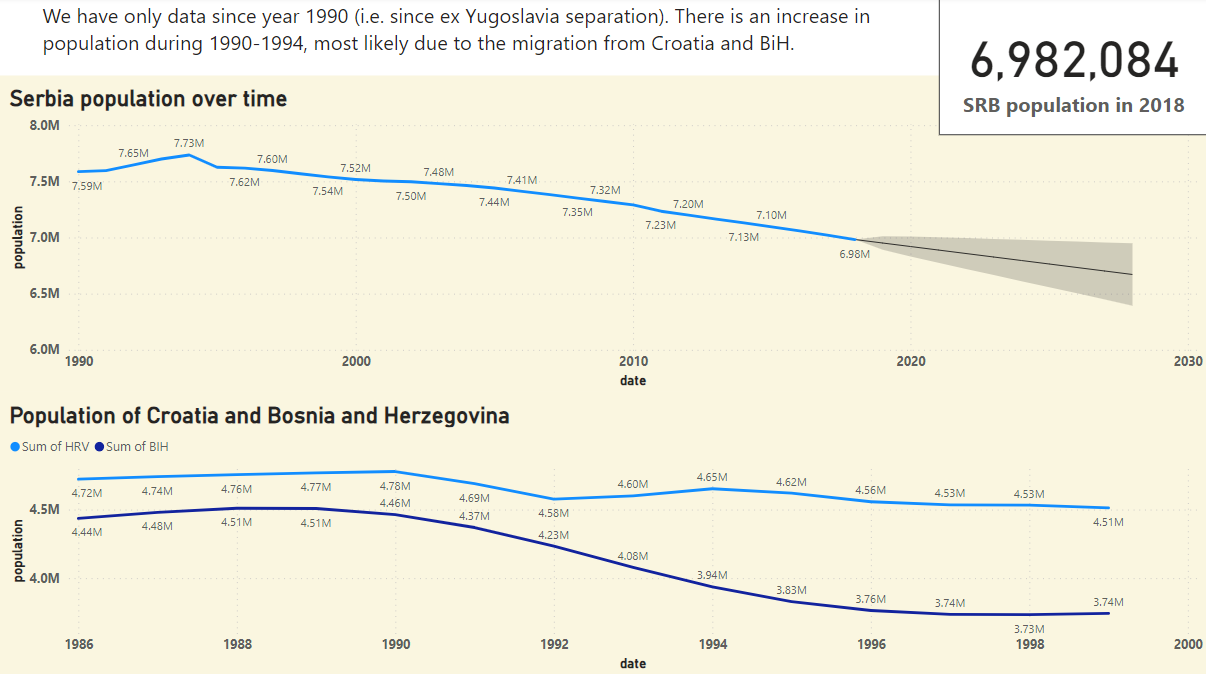 We have only data since year 1990 (i.e. since ex Yugoslavia separation). There is an increase in
population during 1990-1994, most likely due to the migration from Croatia and BiH.
6,982,084
SRB population in 2018
Serbia population over time
8.0M
7.5M
7.0M
6.5M
6.0M
population
7.59M
7.65M
7.73M
7.62M
7.60M
7.54M
7.52M
7.50M
7.48M
7.44M
7.41M
7.35M
7.32M
7.23M
7.20M
7.13M
7.10M
6.98M
1990 2000 2010 2020 2030
date
Population of Croatia and Bosnia and Herzegovina
Sum of HRV Sum of BIH
4.5M
4.0M
population
4.72M 4.74M 4.76M 4.77M 4.78M 4.69M 4.58M 4.60M 4.65M 4.62M 4.56M 4.53M 4.53M 4.51M
4.44M 4.48M 4.51M 4.51M 4.46M 4.37M 4.23M 4.08M 3.94M 3.83M 3.76M 3.74M 3.73M 3.74M
1986 1988 1990 1992 1994 1996 1998 2000
date